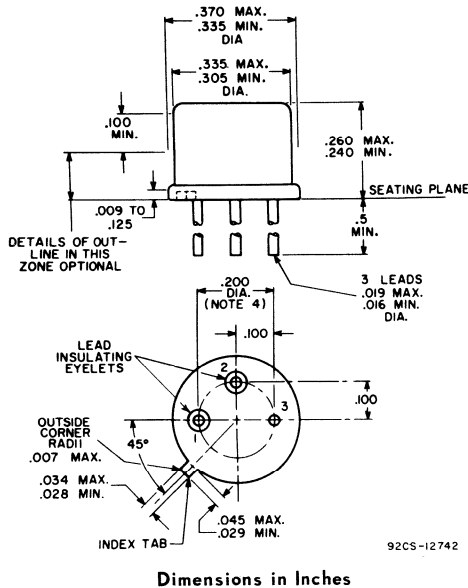 .370 MAX.
.335 MIN.
DIA
.335 MAX.
.305 MIN.
DIA.
.100
MIN.
.260 MAX.
.240 MIN.
SEATING PLANE
.009 TO
.125
.5
MIN.
DETAILS OF OUT-
LINE IN THIS
ZONE OPTIONAL
3 LEADS
.019 MAX.
.016 MIN.
DIA.
.200
DIA.
(NOTE 4)
.100
LEAD
INSULATING
EYELETS
2
3
1
.100
OUTSIDE
CORNER
RADII
.007 MAX.
45°
.034 MAX.
.028 MIN.
.045 MAX.
.029 MIN.
INDEX TAB
92CS-12742
Dimensions in Inches